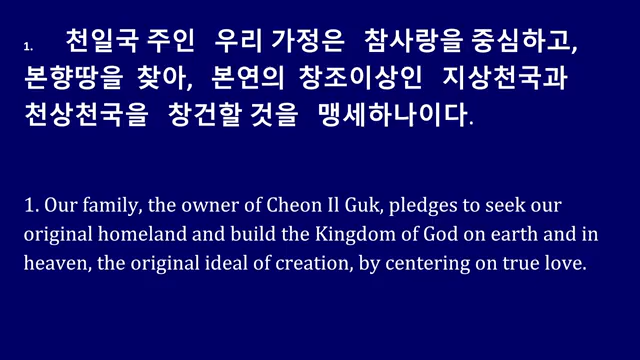 1. 천일국 주인 우리 가정은 참사랑을 중심하고,
본향땅을 찾아, 본연의 창조이상인 지상천국과
천상천국을 창건할 것을 맹세하나이다.
1. Our family, the owner of Cheon Il Guk, pledges to seek our
original homeland and build the Kingdom of God on earth and in
heaven, the original ideal of creation, by centering on true love.